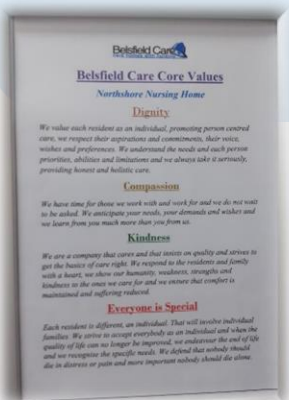 Belsfield Care
Belsfield Care Core Values
Northshore Nursing Home
Dignity
We value each resident as an individual, promoting person centred
care, we respect their aspirations and commitments, their voice,
wishes and preferences. We understand the needs and each person
priorities, abilities and limitations and we always take it seriously,
providing honest and holistic care.
Compassion
We have time for those we work with and work for and we do not wait
to be asked. We anticipate your needs, your demands and wishes and
we learn from you much more than you from us.
Kindness
We are a company that cares and that insists on quality and strives to
get the basics of care right. We respond to the residents and family
with a heart, we show our humanity, weakness, strengths and
kindness to the ones we care for and we ensure that comfort is
maintained and suffering reduced.
Everyone is Special
Each resident is different, an individual. That will involve individual
families. We strive to accept everybody as an individual and when the
quality of life can no longer be improved, we endeavour the end of life
and we recognise the specific needs. We defend that nobody should
die in distress or pain and more important nobody should die alone.